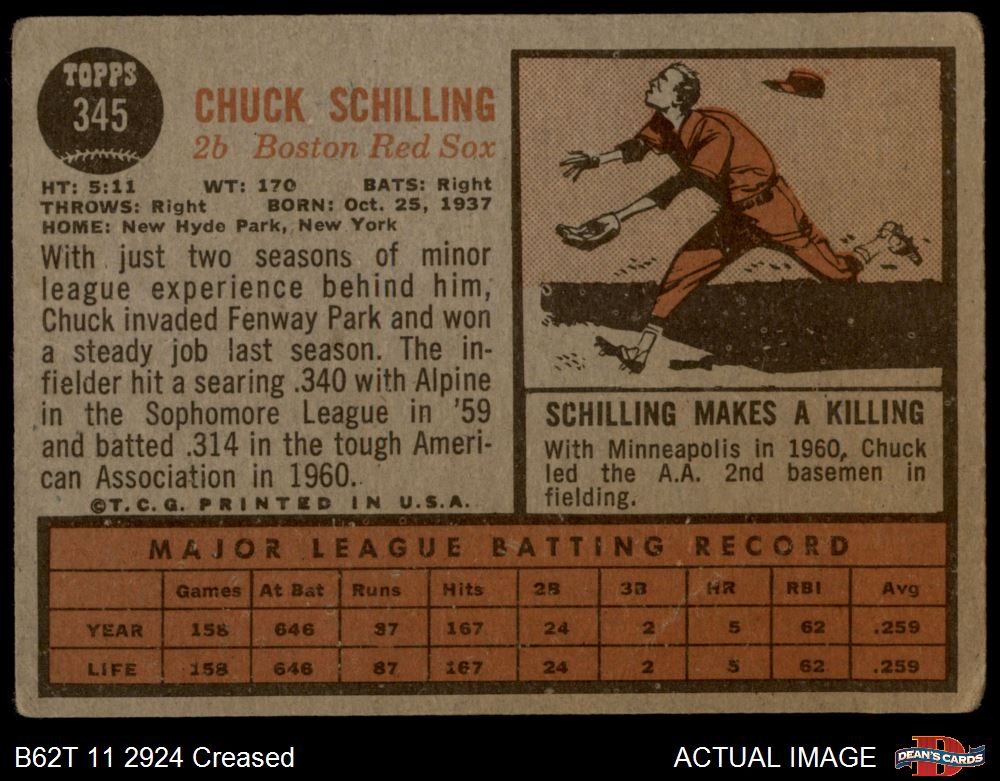 TOPPS
345
CHUCK SCHILLING
2b Boston Red Sox
HT: 5:11 WT: 170 BATS: Right
THROWS: Right BORN: Oct. 25, 1937
HOME: New Hyde Park, New York
With just two seasons of minor
league experience behind him,
Chuck invaded Fenway Park and won
a steady job last season. The in-
fielder hit a searing .340 with Alpine
in the Sophomore League in '59
and batted .314 in the tough Ameri-
can Association in 1960.
©T.C.G. PRINTED IN U.S.A.
SCHILLING MAKES A KILLING
With Minneapolis in 1960, Chuck
led the A.A. 2nd basemen in
fielding.
MAJOR LEAGUE BATTING RECORD
Games At Bat Runs Hits 2B 3B HR RBI Avg
YEAR 158 646 87 167 24 2 5 62 .259
LIFE 158 646 87 167 24 2 5 62 .259
B62T 11 2924 Creased
ACTUAL IMAGE
D
DEAN'S CARDS